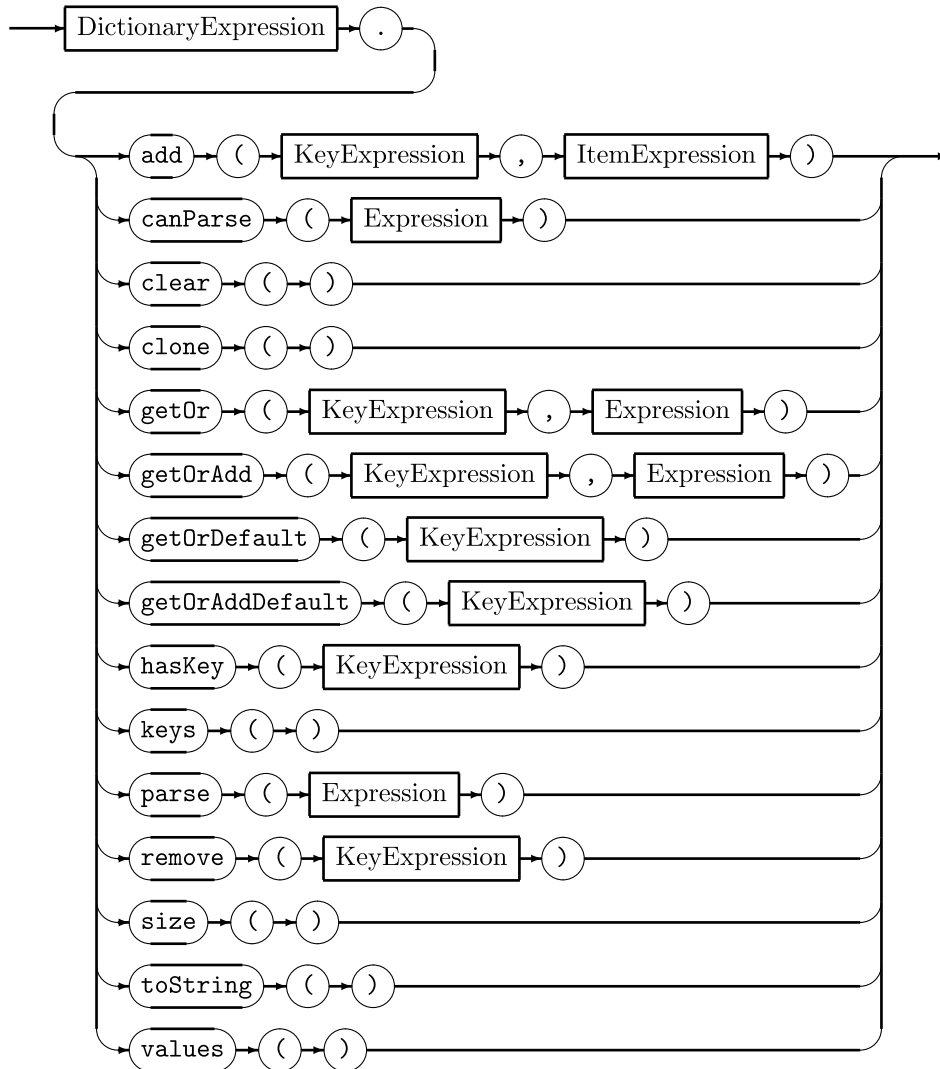 DictionaryExpression .
add ( KeyExpression , ItemExpression )
canParse ( Expression )
clear ( )
clone ( )
getOr ( KeyExpression , Expression )
getOrAdd ( KeyExpression , Expression )
getOrDefault ( KeyExpression )
getOrAddDefault ( KeyExpression )
hasKey ( KeyExpression )
keys ( )
parse ( Expression )
remove ( KeyExpression )
size ( )
toString ( )
values ( )